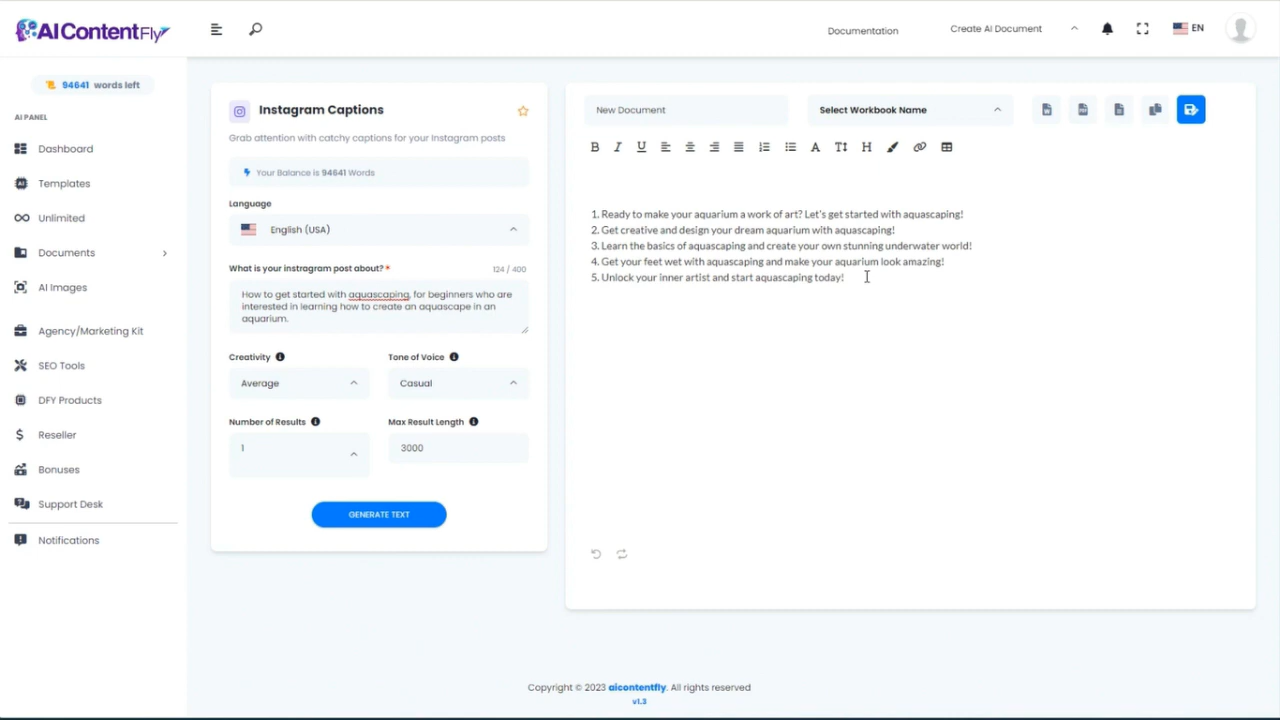 AI ContentFly
Documentation
Create AI Document
EN
94641 words left
AI PANEL
Dashboard
Templates
Unlimited
Documents
AI Images
Agency/Marketing Kit
SEO Tools
DFY Products
Reseller
Bonuses
Support Desk
Notifications
Instagram Captions
Grab attention with catchy captions for your Instagram posts
Your Balance is 94641 Words
Language
English (USA)
What is your instragram post about?*
124 / 400
How to get started with aquascaping, for beginners who are
interested in learning how to create an aquascape in an
aquarium.
Creativity
Tone of Voice
Average
Casual
Number of Results
Max Result Length
1
3000
GENERATE TEXT
New Document
Select Workbook Name
1. Ready to make your aquarium a work of art? Let's get started with aquascaping!
2. Get creative and design your dream aquarium with aquascaping!
3. Learn the basics of aquascaping and create your own stunning underwater world!
4. Get your feet wet with aquascaping and make your aquarium look amazing!
5. Unlock your inner artist and start aquascaping today!
Copyright © 2023 aicontentfly. All rights reserved
v1.3